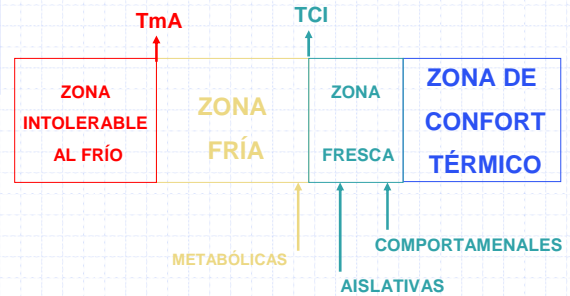 TmA
TCI
ZONA
INTOLERABLE
AL FRÍO
ZONA
FRÍA
ZONA
FRESCA
ZONA DE
CONFORT
TÉRMICO
METABÓLICAS
COMPORTAMENALES
AISLATIVAS